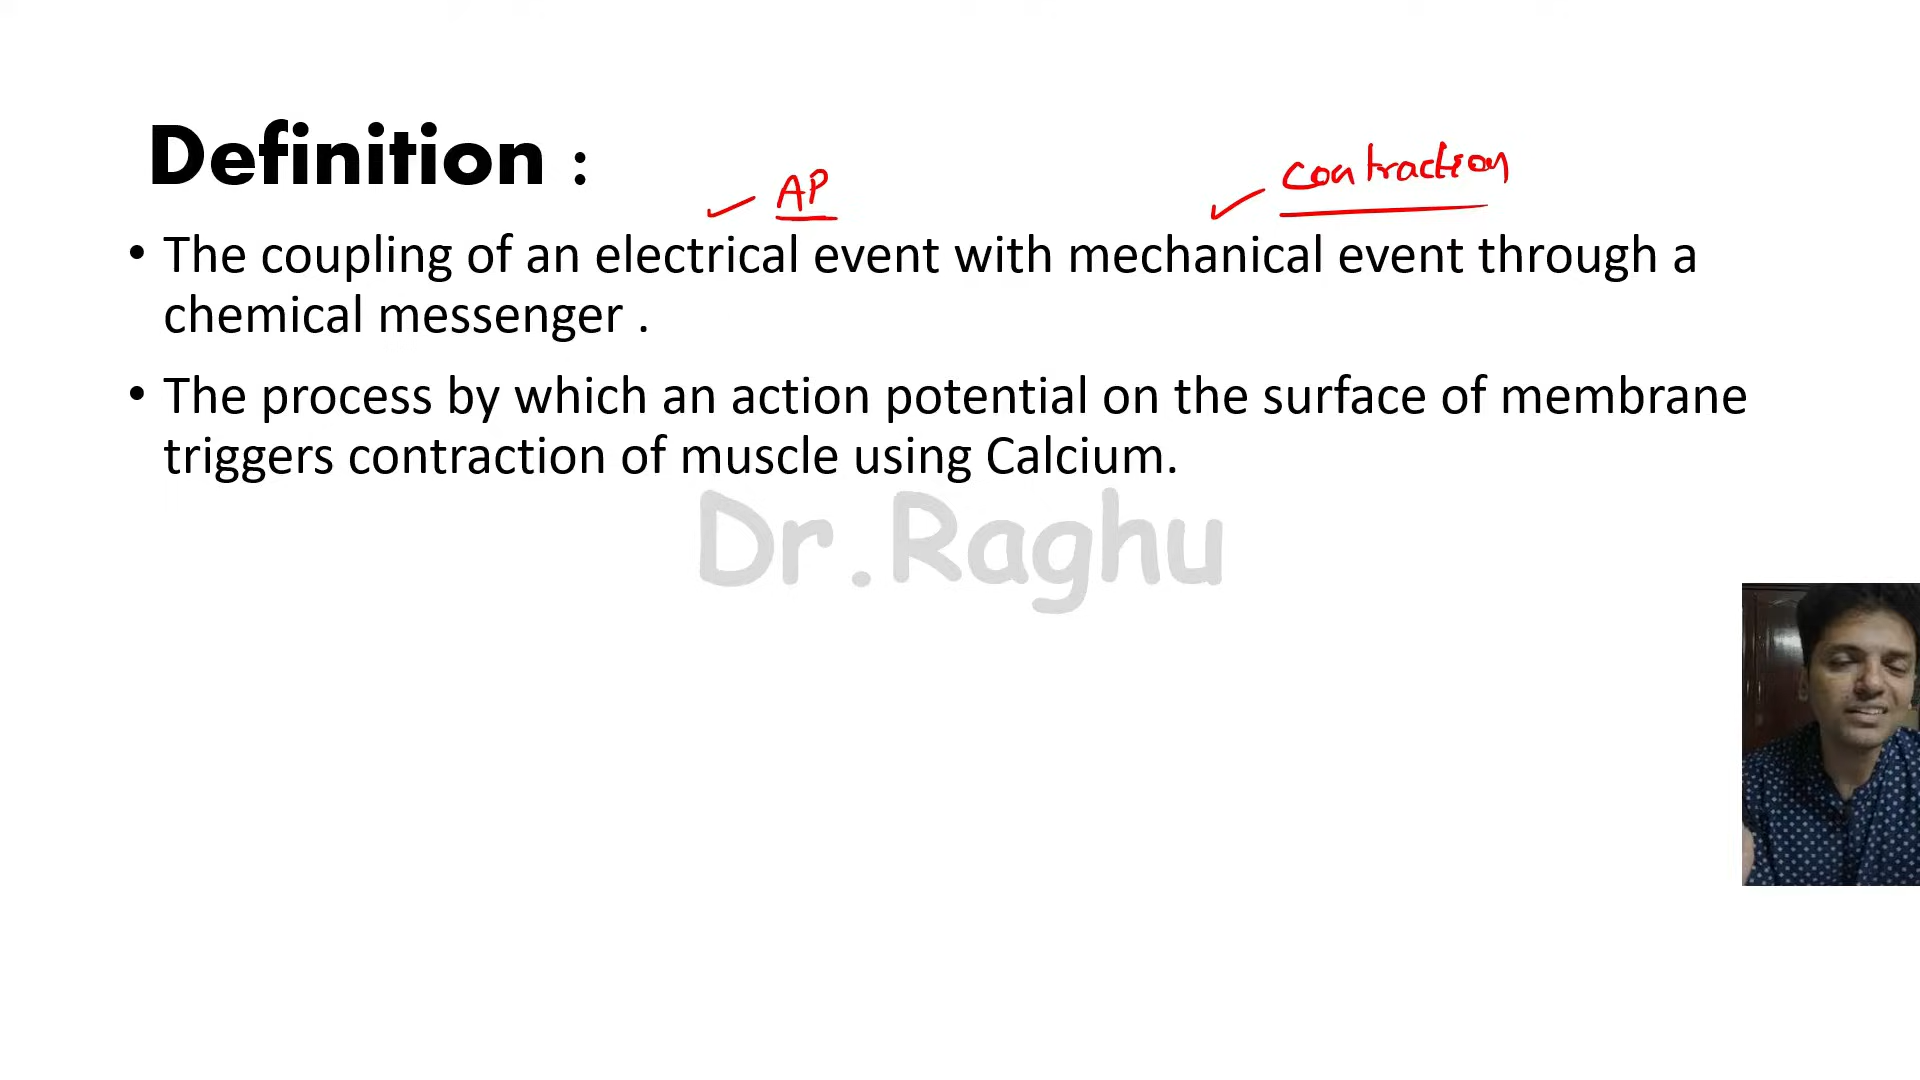 Definition :
AP
contraction
• The coupling of an electrical event with mechanical event through a
chemical messenger .
• The process by which an action potential on the surface of membrane
triggers contraction of muscle using Calcium.
Dr.Raghu